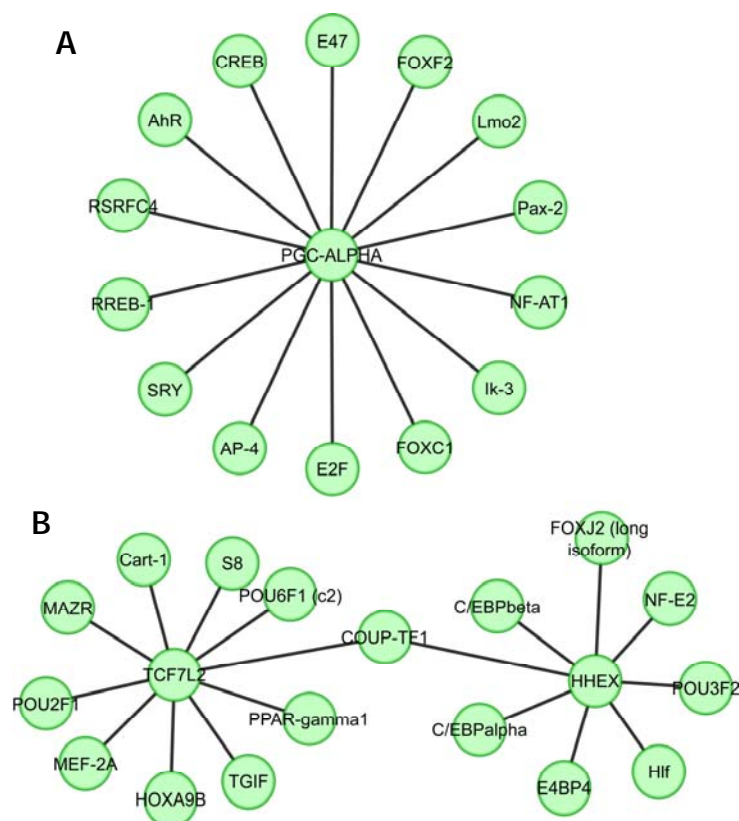 A
E47
CREB
FOXF2
AhR
Lmo2
RSRFC4
Pax-2
PGC-ALPHA
RREB-1
NF-AT1
SRY
Ik-3
AP-4
FOXC1
E2F
B
FOXJ2 (long
isoform)
Cart-1
S8
POU6F1 (c2)
MAZR
C/EBPbeta
NF-E2
COUP-TF1
TCF7L2
HHEX
POU2F1
POU3F2
PPAR-gamma1
C/EBPalpha
MEF-2A
TGIF
Hlf
HOXA9B
E4BP4